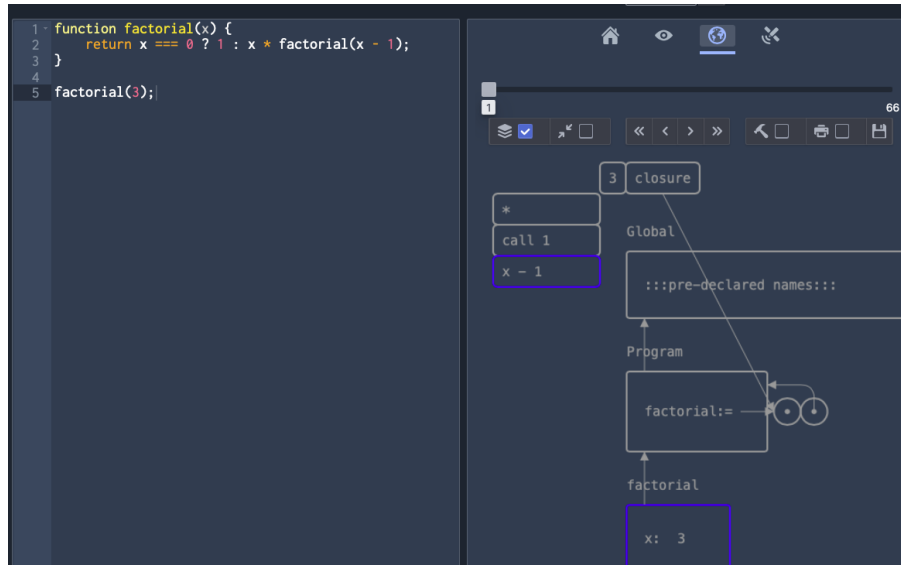 1 function factorial(x) {
2 return x === 0 ? 1 : x * factorial(x - 1);
3 }
4
5 factorial(3);
1
66
3 closure
*
call 1
x - 1
Global
:::pre-declared names:::
Program
factorial:=
factorial
x: 3